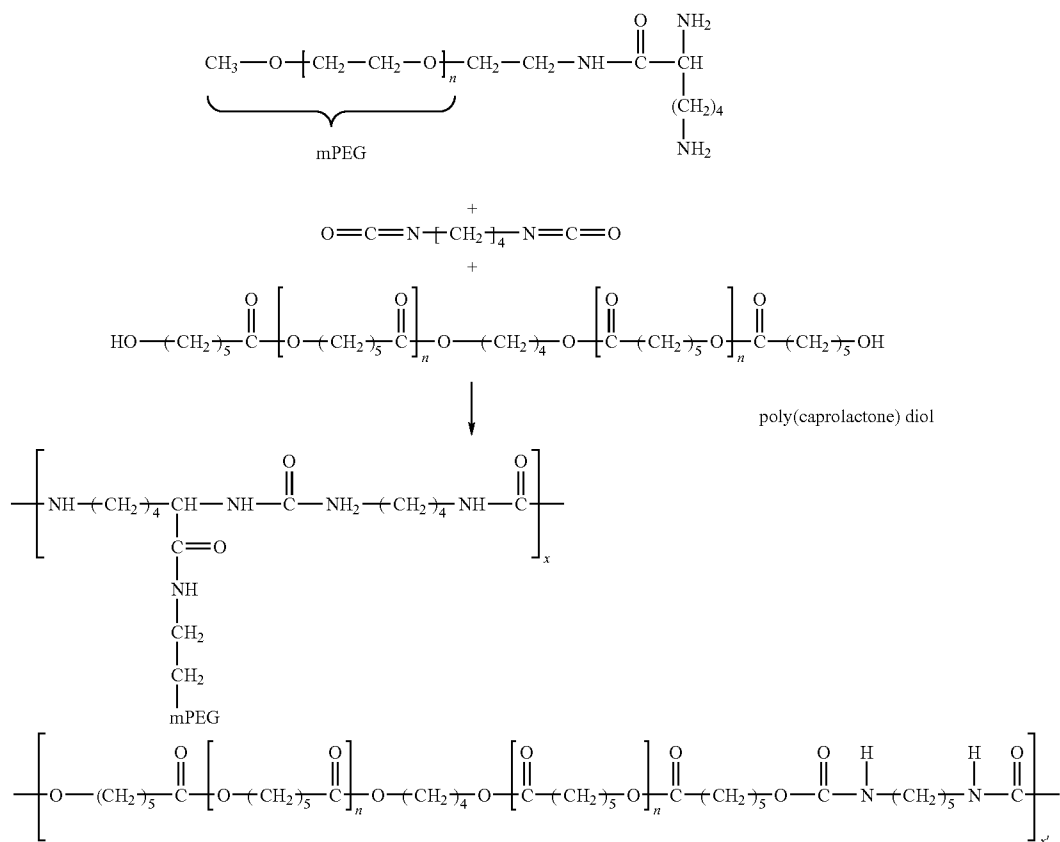 O NH₂
CH₃—O—[CH₂—CH₂—O]ₙ—CH₂—CH₂—NH—C—CH
(CH₂)₄
mPEG
NH₂
+
O=C=N—[CH₂]₄—N=C=O
+
O O O O
HO—(CH₂)₅—C—[O—(CH₂)₅—C]ₙ—O—(CH₂)₄—O—[C—(CH₂)₅—O]ₙ—C—(CH₂)₅—OH
poly(caprolactone) diol
O O
[NH—(CH₂)₄—CH—NH—C—NH₂—(CH₂)₄—NH—C]ₓ
C=O
NH
CH₂
CH₂
mPEG
O O O O O H H O
[O—(CH₂)₅—C—[O—(CH₂)₅—C]ₙ—O—(CH₂)₄—O—[C—(CH₂)₅—O]ₙ—C—(CH₂)₅—O—C—N—(CH₂)₅—N—C]ₓ'